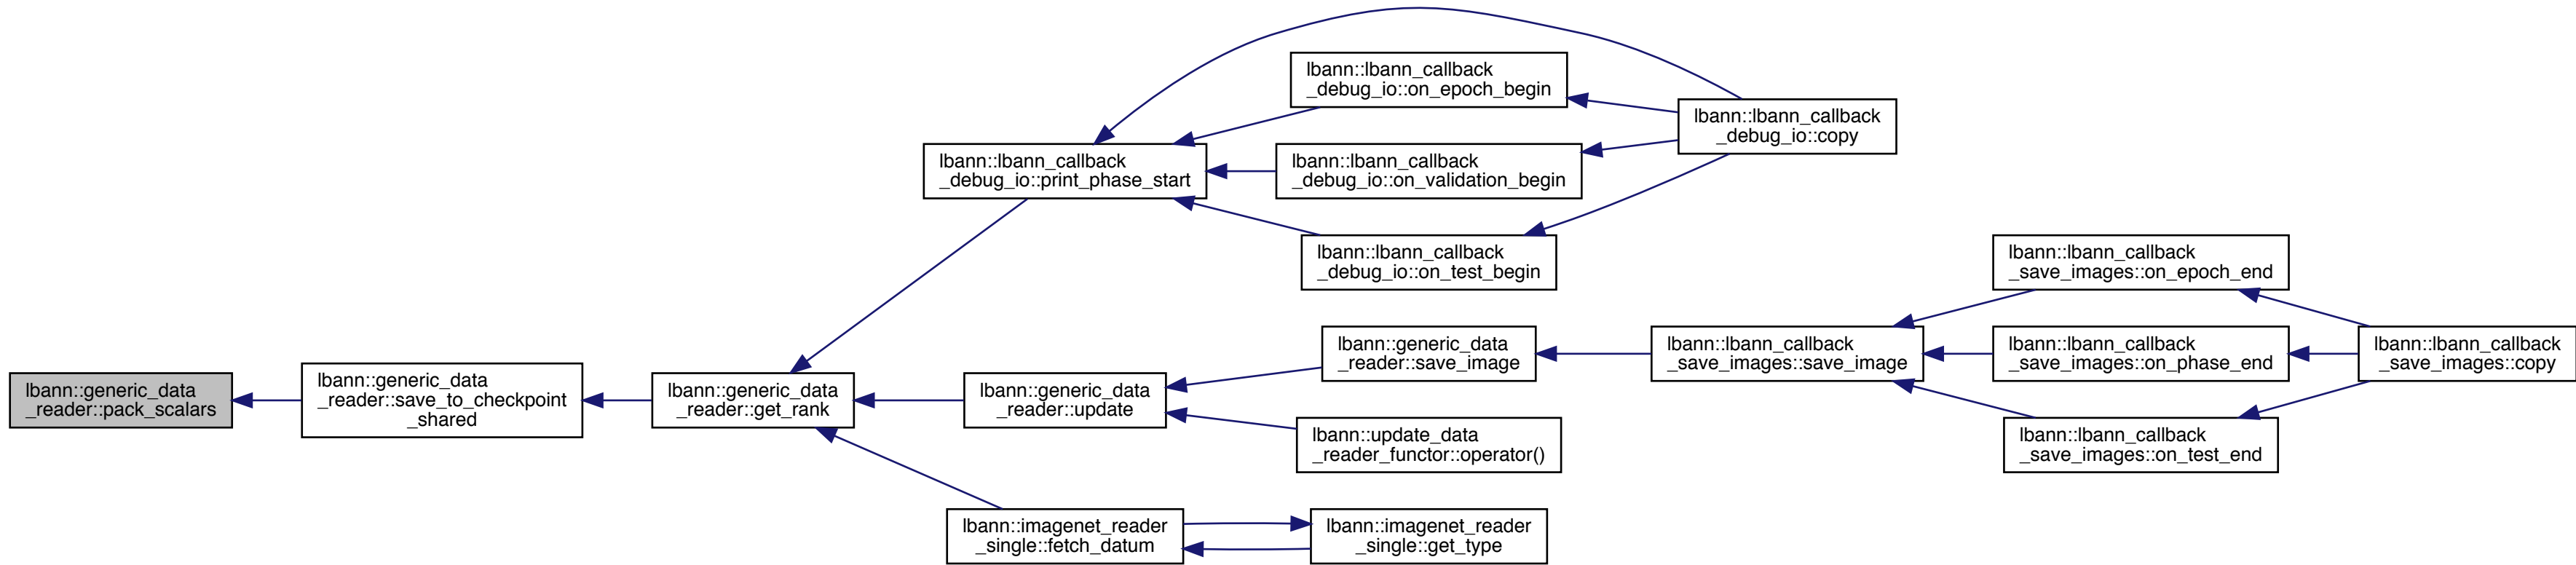 lbann::generic_data
_reader::pack_scalars
lbann::generic_data
_reader::save_to_checkpoint
_shared
lbann::generic_data
_reader::get_rank
lbann::lbann_callback
_debug_io::print_phase_start
lbann::lbann_callback
_debug_io::on_epoch_begin
lbann::lbann_callback
_debug_io::on_validation_begin
lbann::lbann_callback
_debug_io::on_test_begin
lbann::lbann_callback
_debug_io::copy
lbann::generic_data
_reader::update
lbann::generic_data
_reader::save_image
lbann::update_data
_reader_functor::operator()
lbann::lbann_callback
_save_images::save_image
lbann::lbann_callback
_save_images::on_epoch_end
lbann::lbann_callback
_save_images::on_phase_end
lbann::lbann_callback
_save_images::on_test_end
lbann::lbann_callback
_save_images::copy
lbann::imagenet_reader
_single::fetch_datum
lbann::imagenet_reader
_single::get_type